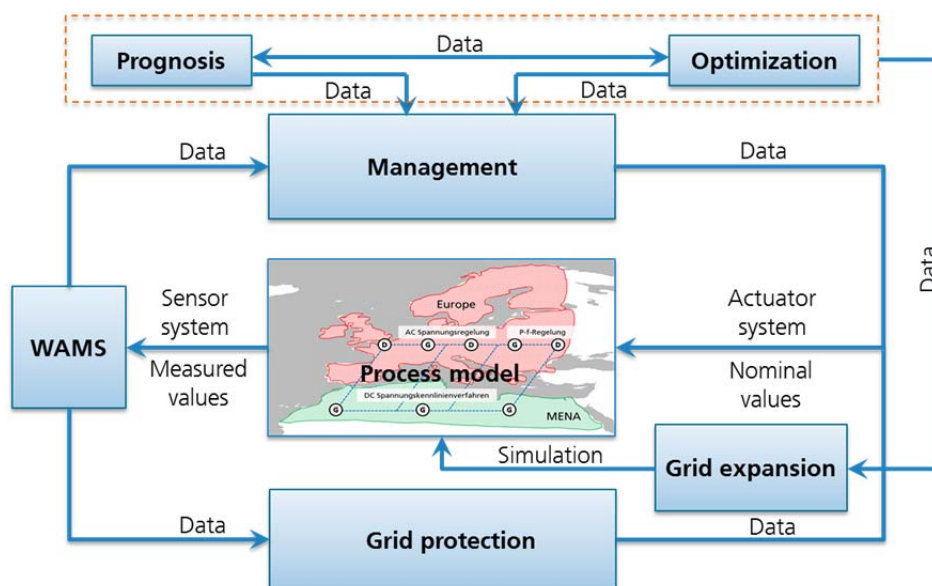 Data
Prognosis
Optimization
Data
Data
Data
Management
Data
Data
Sensor
system
Europe
AC Spannungsregelung
P-f-Regelung
Actuator
system
WAMS
D
G
D
G
D
Process model
Measured
values
DC Spannungskennlinienverfahren
Nominal
values
G
G
G
MENA
Simulation
Grid expansion
Data
Grid protection
Data